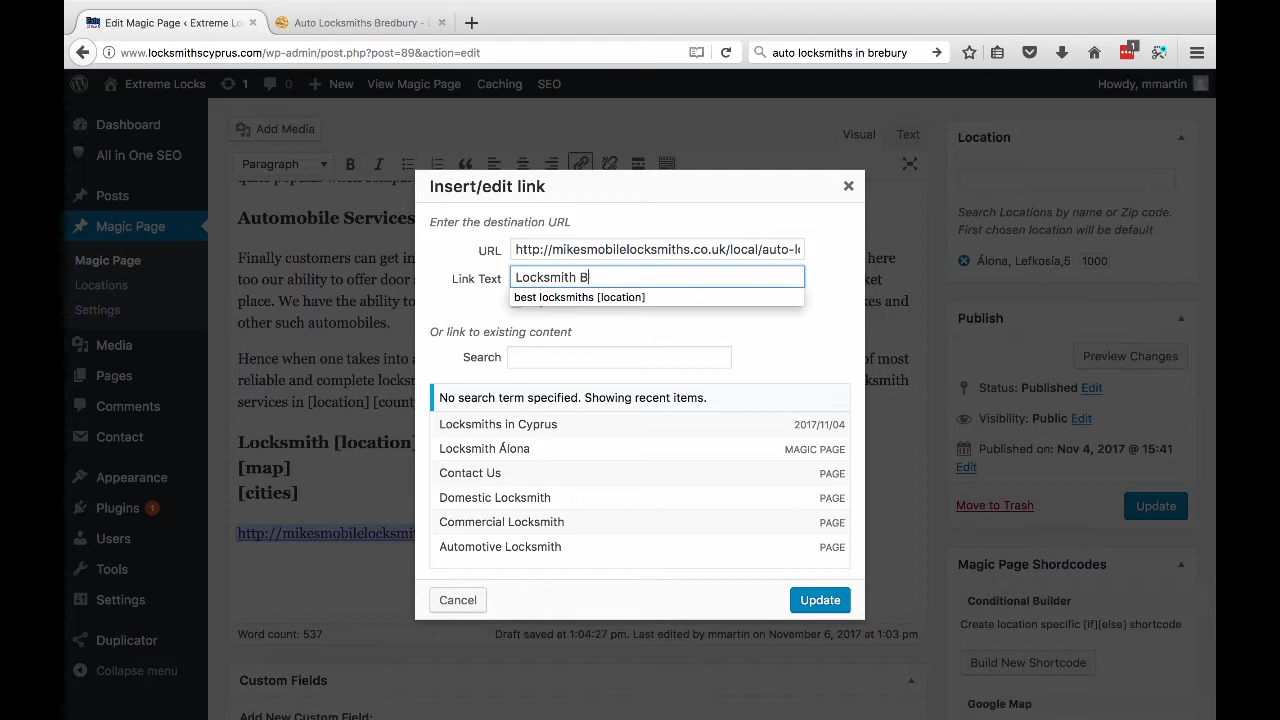 Edit Magic Page ‹ Extreme Lo
Auto Locksmiths Bredbury - L
www.locksmithscyprus.com/wp-admin/post.php?post=89&action=edit
auto locksmiths in brebury
1
Extreme Locks
1
0
New
View Magic Page
Caching
SEO
Howdy, mmartin
Dashboard
All in One SEO
Posts
Magic Page
Magic Page
Locations
Settings
Media
Pages
Comments
Contact
Appearance
Plugins 1
Users
Tools
Settings
Duplicator
Collapse menu
Add Media
Visual
Text
Paragraph
B I
Automobile Services
Finally customers can get
here
too our ability to offer door
place. We have the ability
kes and
other such automobiles.
Hence when one takes into a
of most
reliable and complete locksm
ksmith
services in [location] [count
Locksmith [location]
[map]
[cities]
http://mikesmobilelocksmit
Word count: 537
Draft saved at 1:04:27 pm. Last edited by mmartin on November 6, 2017 at 1:03 pm
Custom Fields
Add New Custom Field:
Insert/edit link
Enter the destination URL
URL
http://mikesmobilelocksmiths.co.uk/local/auto-lo
Link Text
Locksmith B
best locksmiths [location]
Or link to existing content
Search
No search term specified. Showing recent items.
Locksmiths in Cyprus
2017/11/04
Locksmith Álona
MAGIC PAGE
Contact Us
PAGE
Domestic Locksmith
PAGE
Commercial Locksmith
PAGE
Automotive Locksmith
PAGE
Cancel
Update
Location
Search Locations by name or Zip code.
First chosen location will be default
Álona, Lefkosía,5
1000
Publish
Preview Changes
Status: Published Edit
Visibility: Public Edit
Published on: Nov 4, 2017 @ 15:41
Edit
Move to Trash
Update
Magic Page Shortcodes
Conditional Builder
Create location specific [if][else] shortcode
Build New Shortcode
Google Map